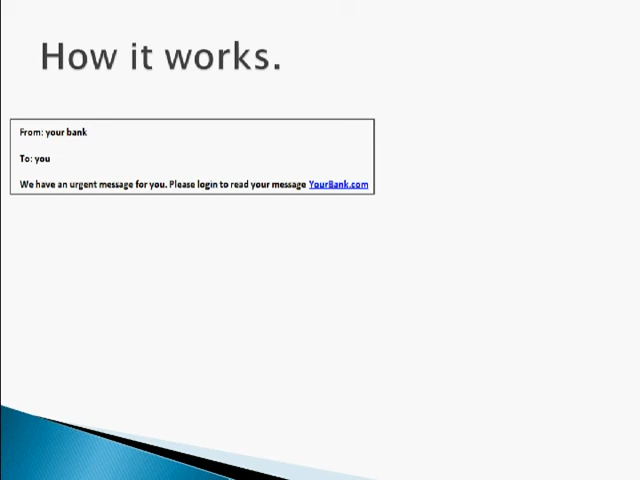 How it works.
From: your bank
To: you
We have an urgent message for you. Please login to read your message YourBank.com